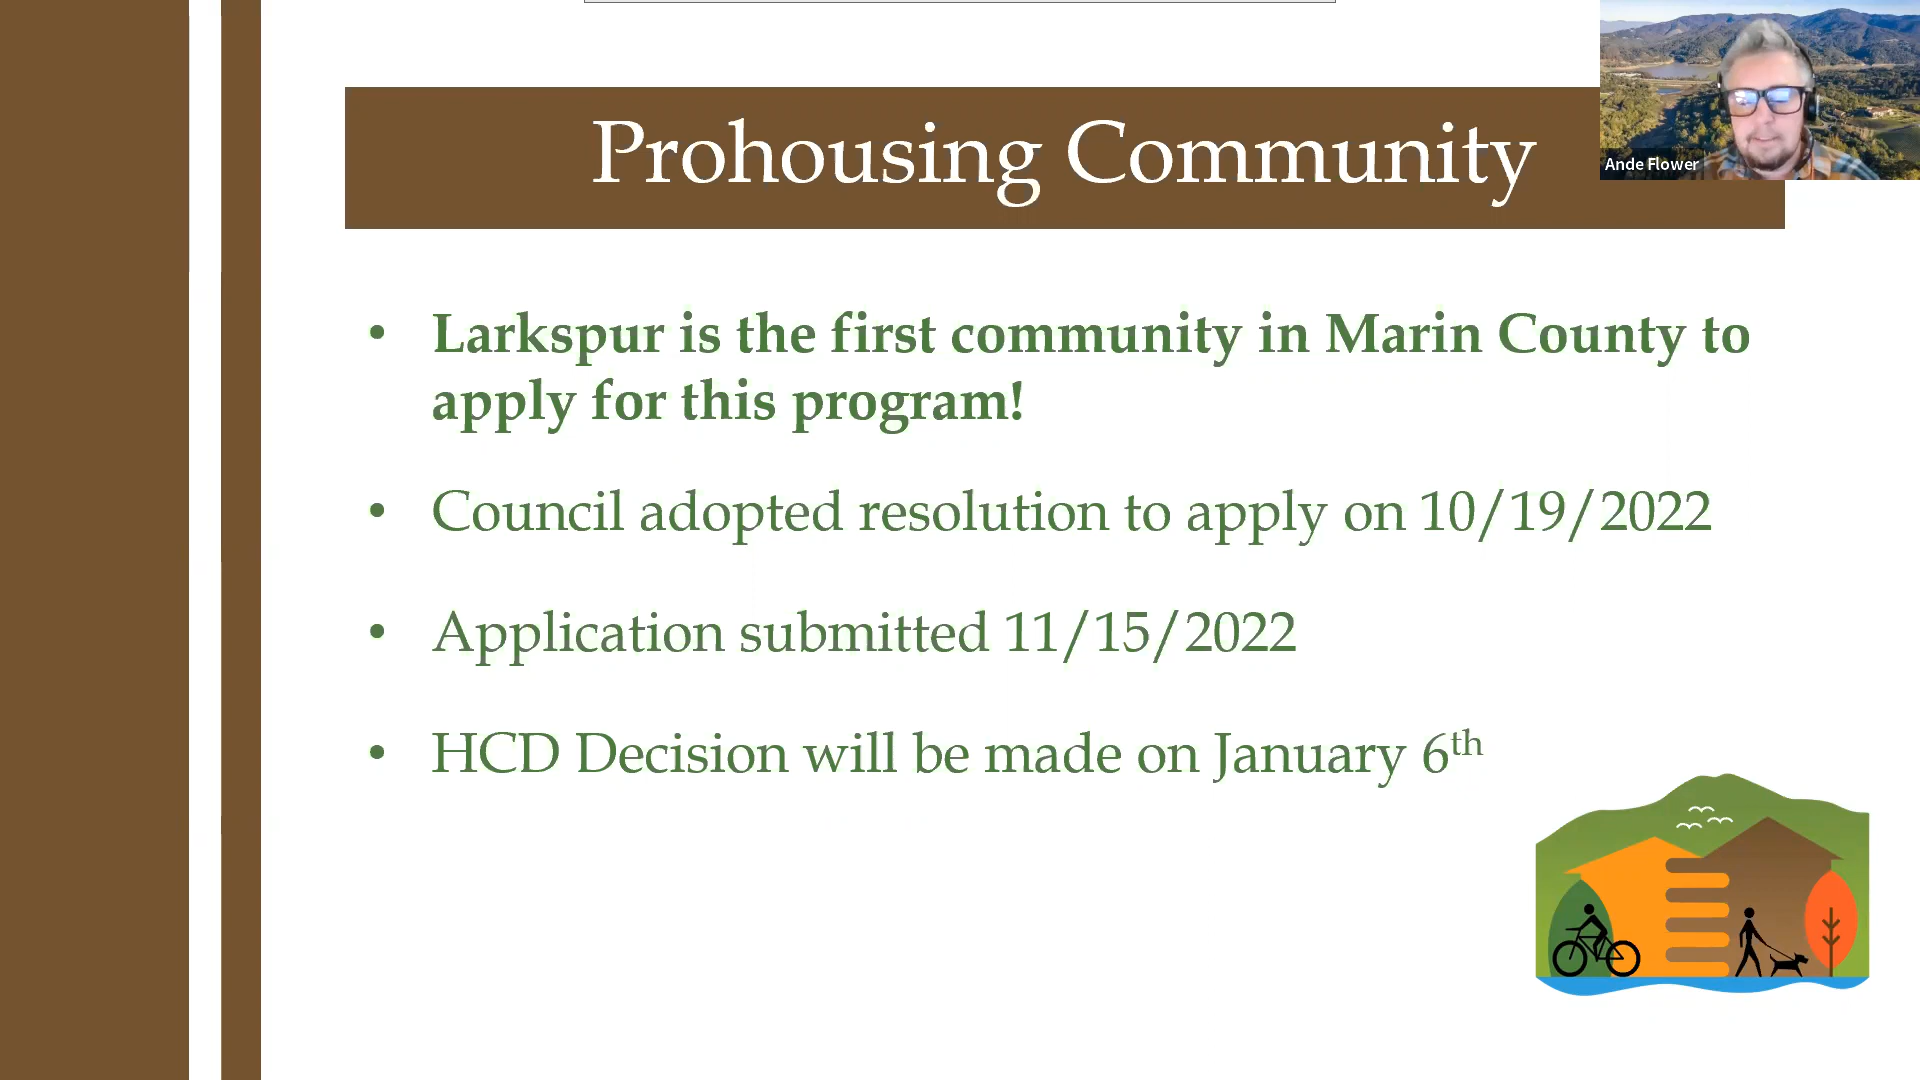 Prohousing Community
Ande Flower
• Larkspur is the first community in Marin County to
apply for this program!
• Council adopted resolution to apply on 10/19/2022
• Application submitted 11/15/2022
• HCD Decision will be made on January 6th